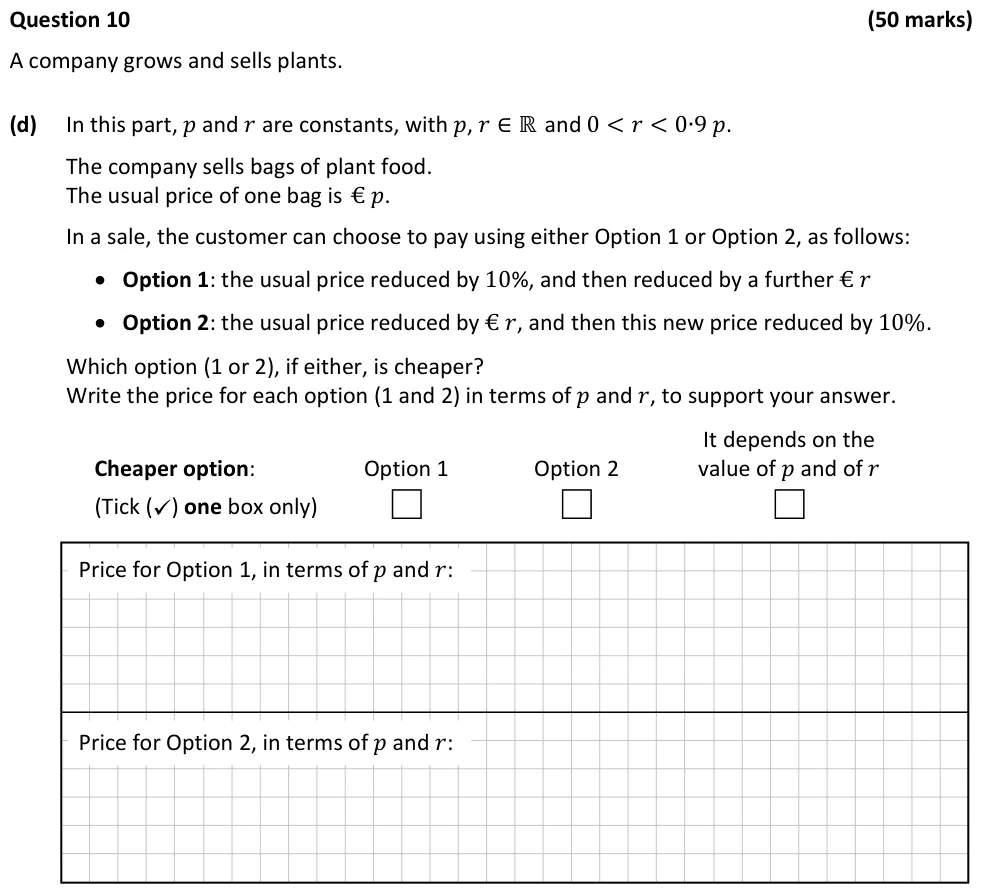 Question 10 (50 marks)
A company grows and sells plants.
(d) In this part, p and r are constants, with p, r ∈ ℝ and 0 < r < 0·9 p.
The company sells bags of plant food.
The usual price of one bag is € p.
In a sale, the customer can choose to pay using either Option 1 or Option 2, as follows:
• Option 1: the usual price reduced by 10%, and then reduced by a further € r
• Option 2: the usual price reduced by € r, and then this new price reduced by 10%.
Which option (1 or 2), if either, is cheaper?
Write the price for each option (1 and 2) in terms of p and r, to support your answer.
It depends on the
Cheaper option: Option 1 Option 2 value of p and of r
(Tick (✓) one box only)
Price for Option 1, in terms of p and r:
Price for Option 2, in terms of p and r: